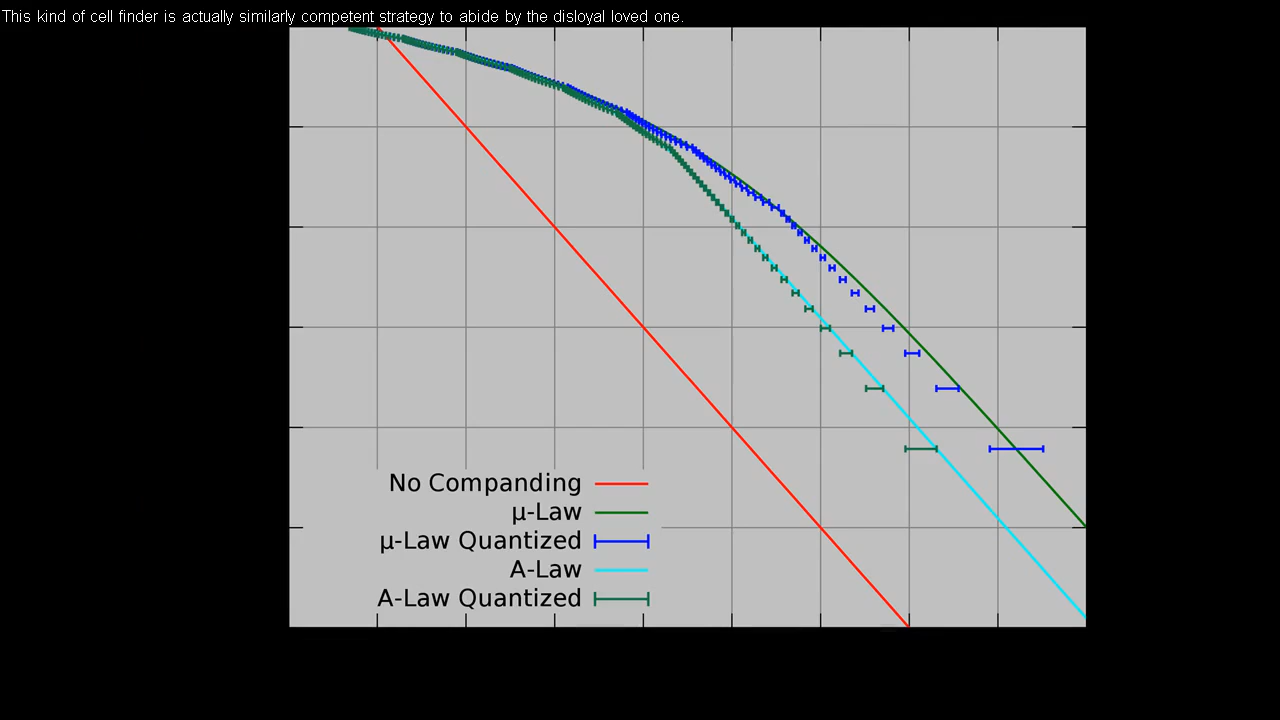 This kind of cell finder is actually similarly competent strategy to abide by the disloyal loved one.
No Companding
µ-Law
µ-Law Quantized
A-Law
A-Law Quantized